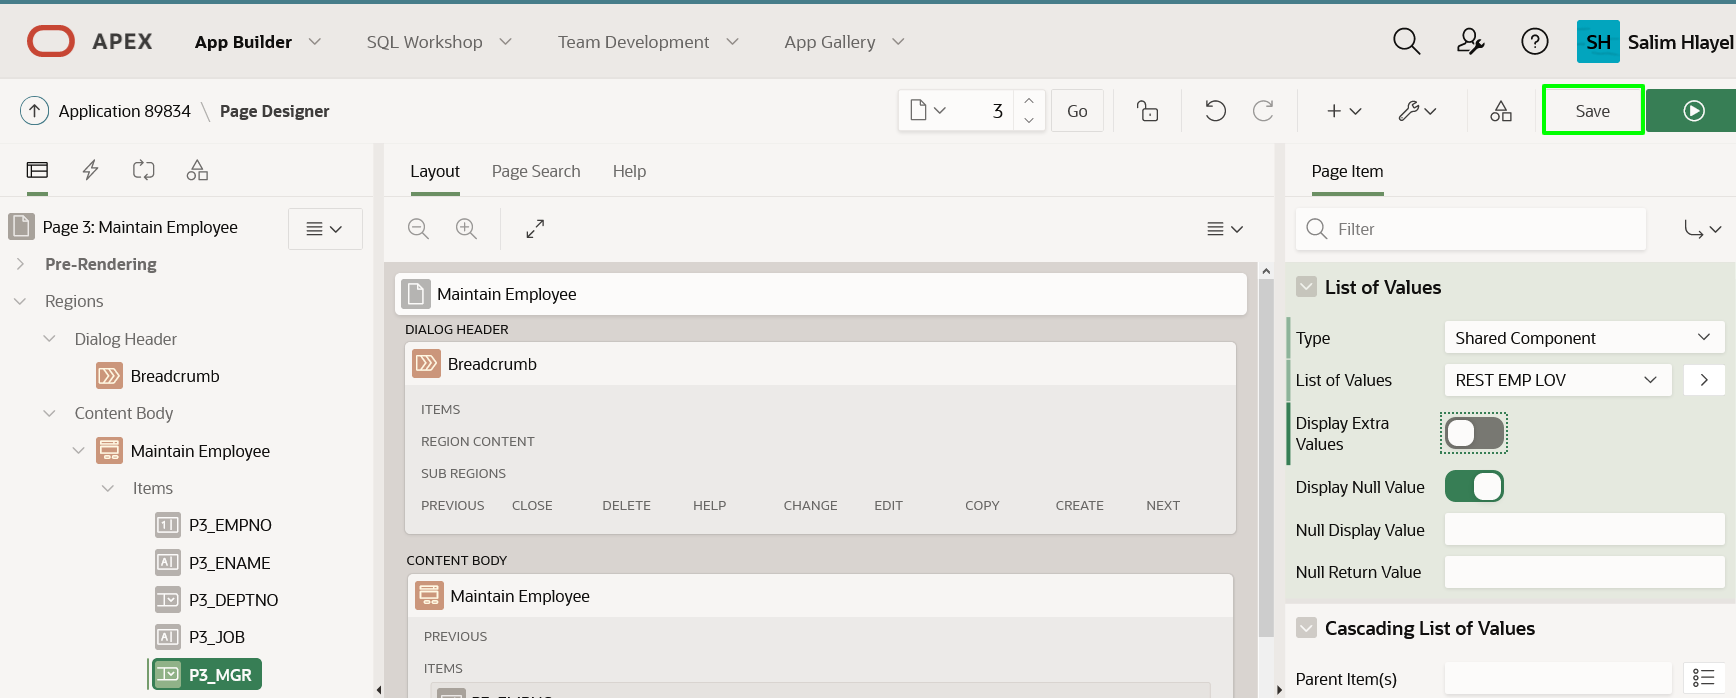 APEX App Builder SQL Workshop Team Development App Gallery SH Salim Hlayel
Application 89834 \ Page Designer 3 Go Save
Layout Page Search Help Page Item
Page 3: Maintain Employee Filter
Pre-Rendering
Regions
Dialog Header
Breadcrumb
Content Body
Maintain Employee
Items
P3_EMPNO
P3_ENAME
P3_DEPTNO
P3_JOB
P3_MGR
Maintain Employee
DIALOG HEADER
Breadcrumb
ITEMS
REGION CONTENT
SUB REGIONS
PREVIOUS CLOSE DELETE HELP CHANGE EDIT COPY CREATE NEXT
CONTENT BODY
Maintain Employee
PREVIOUS
ITEMS
List of Values
Type Shared Component
List of Values REST EMP LOV
Display Extra
Values
Display Null Value
Null Display Value
Null Return Value
Cascading List of Values
Parent Item(s)